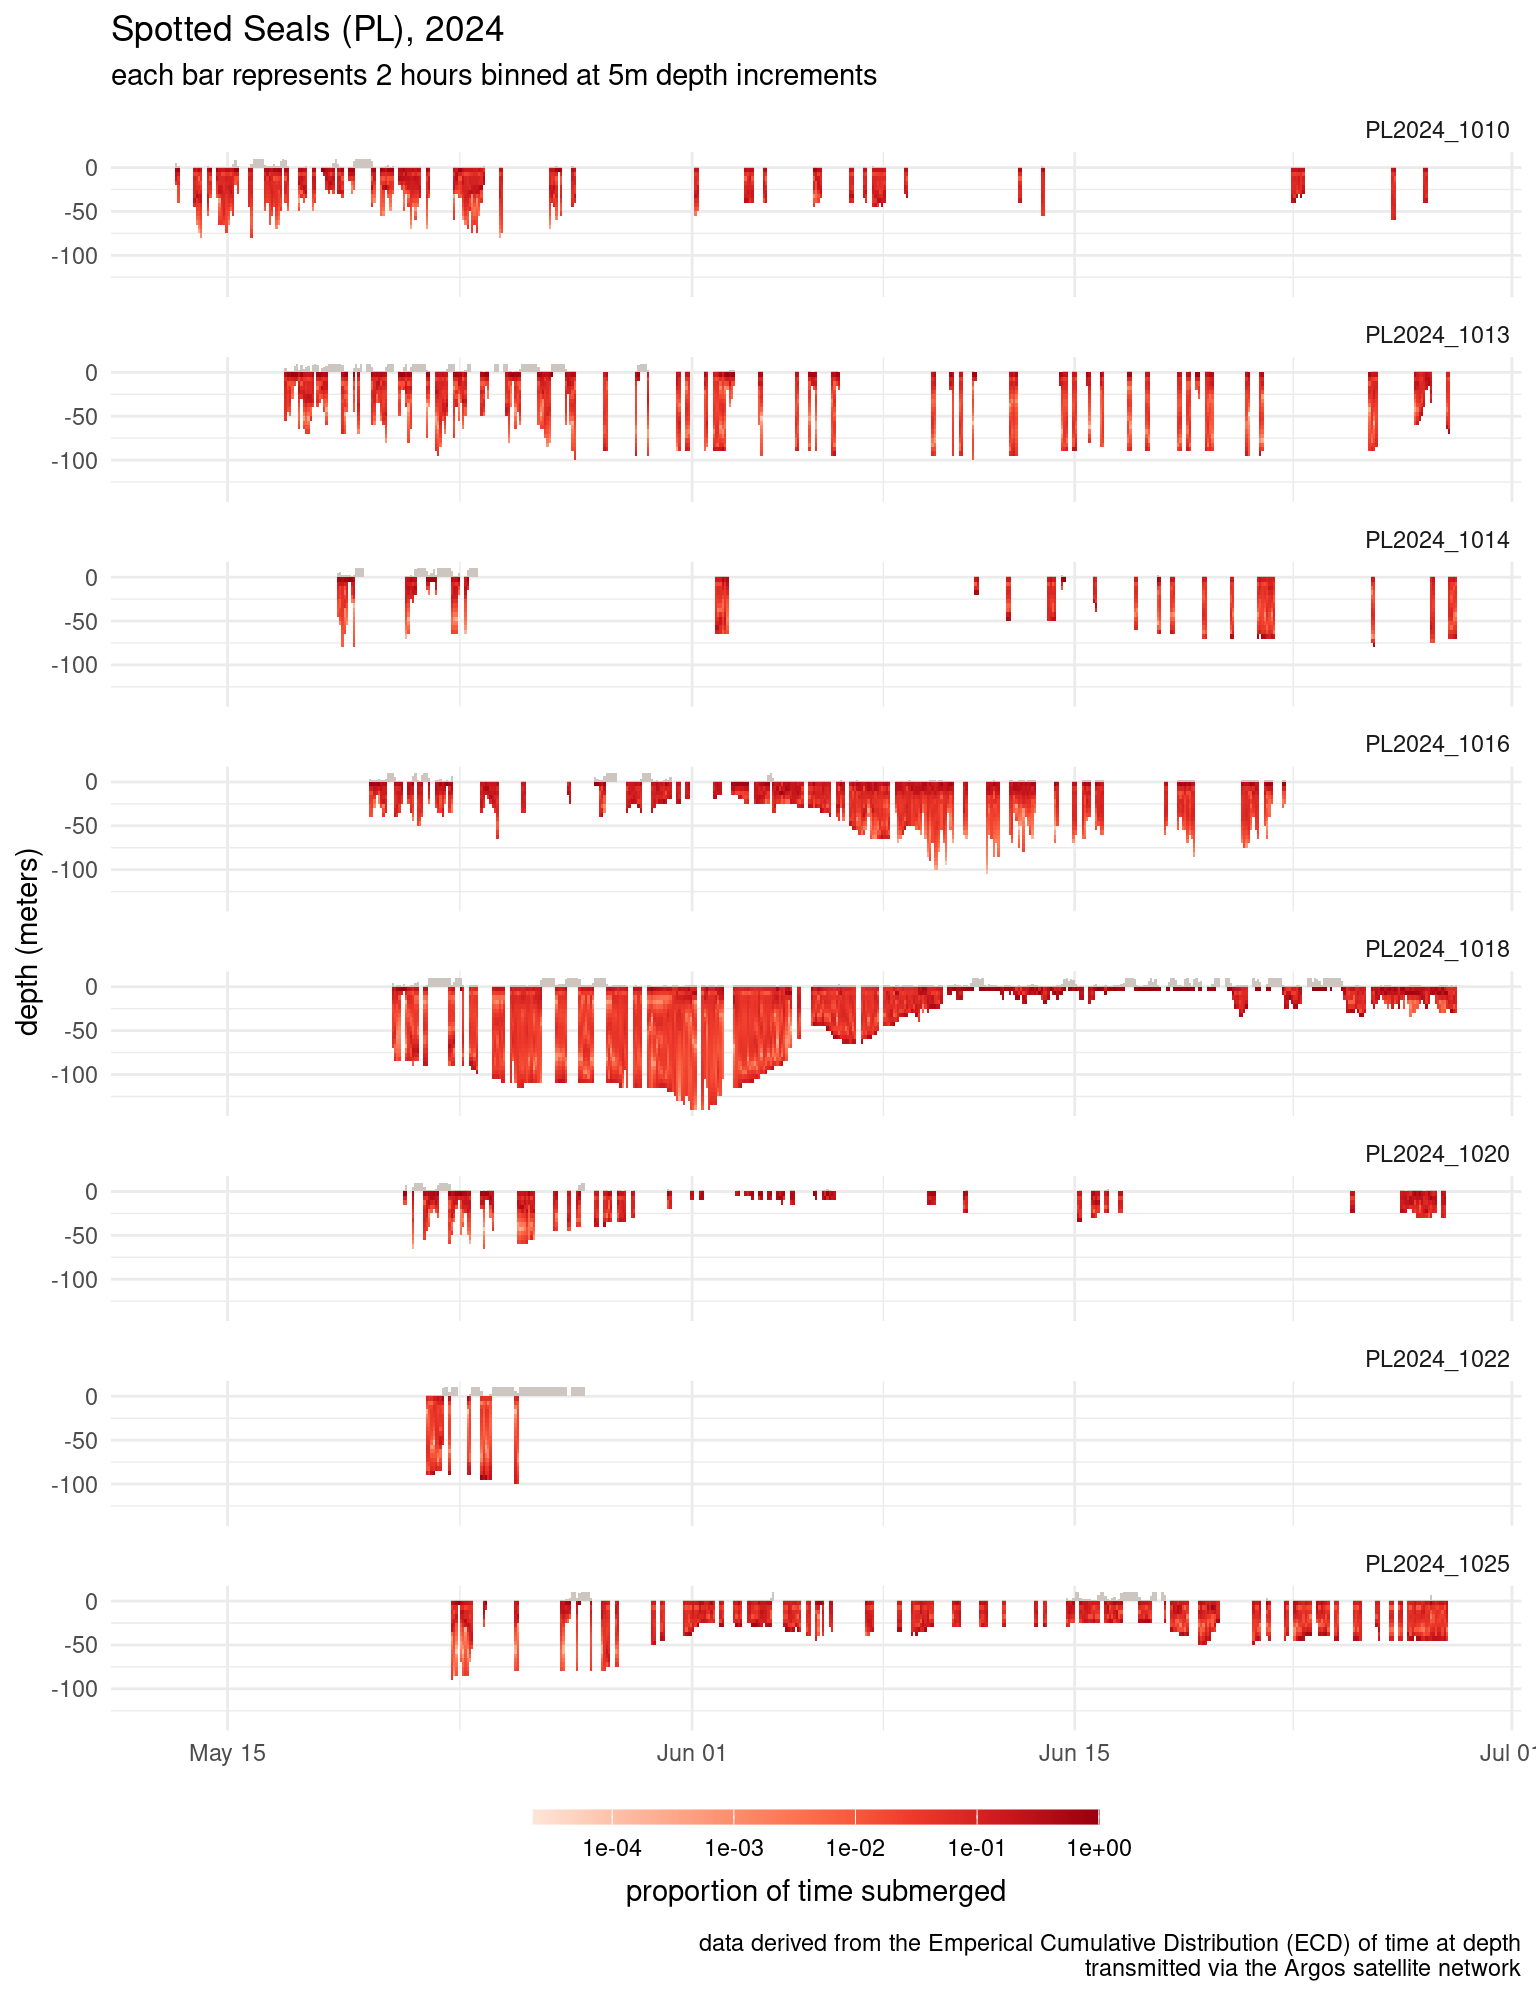 Spotted Seals (PL), 2024
each bar represents 2 hours binned at 5m depth increments
PL2024_1010
0
-50
-100
PL2024_1013
0
-50
-100
PL2024_1014
0
-50
-100
PL2024_1016
0
-50
-100
depth (meters)
PL2024_1018
0
-50
-100
PL2024_1020
0
-50
-100
PL2024_1022
0
-50
-100
PL2024_1025
0
-50
-100
May 15 Jun 01 Jun 15 Jul 01
1e-04 1e-03 1e-02 1e-01 1e+00
proportion of time submerged
data derived from the Emperical Cumulative Distribution (ECD) of time at depth
transmitted via the Argos satellite network